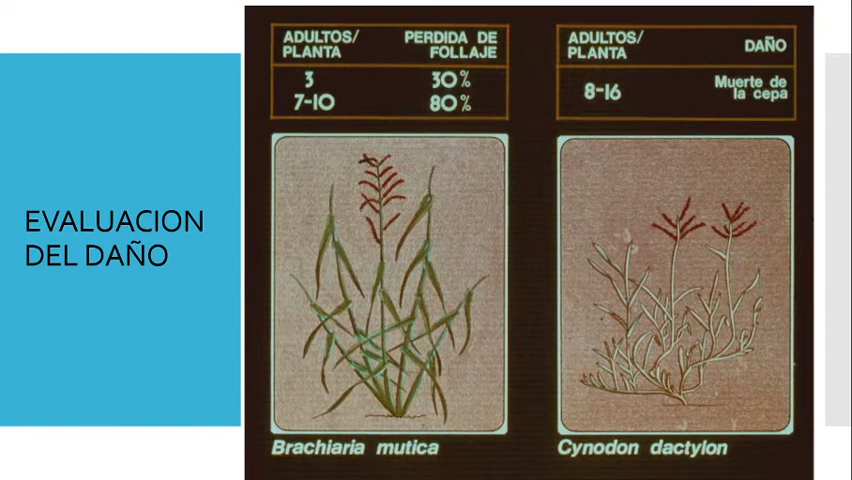 EVALUACION
DEL DAÑO
ADULTOS/
PLANTA
PERDIDA DE
FOLLAJE
3 30%
7-10 80%
ADULTOS/
PLANTA
DAÑO
8-16
Muerte de
la cepa
Brachiaria mutica
Cynodon dactylon